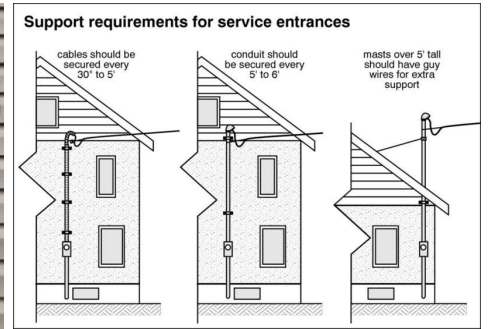 Support requirements for service entrances
cables should be
secured every
30" to 5'
conduit should
be secured every
5' to 6'
masts over 5' tall
should have guy
wires for extra
support